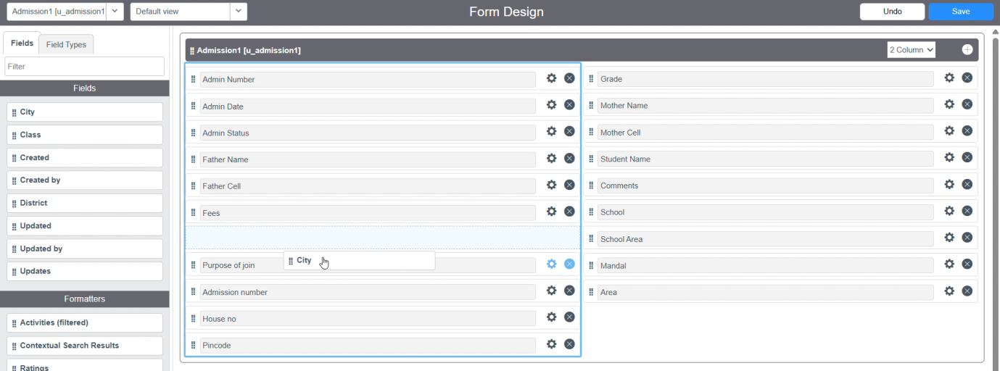 Admission1 [u_admission1]
Default view
Form Design
Undo
Save
Fields
Field Types
Filter
Fields
City
Class
Created
Created by
District
Updated
Updated by
Updates
Formatters
Activities (filtered)
Contextual Search Results
Ratings
Admission1 [u_admission1]
2 Column
Admin Number
Admin Date
Admin Status
Father Name
Father Cell
Fees
City
Purpose of join
Admission number
House no
Pincode
Grade
Mother Name
Mother Cell
Student Name
Comments
School
School Area
Mandal
Area